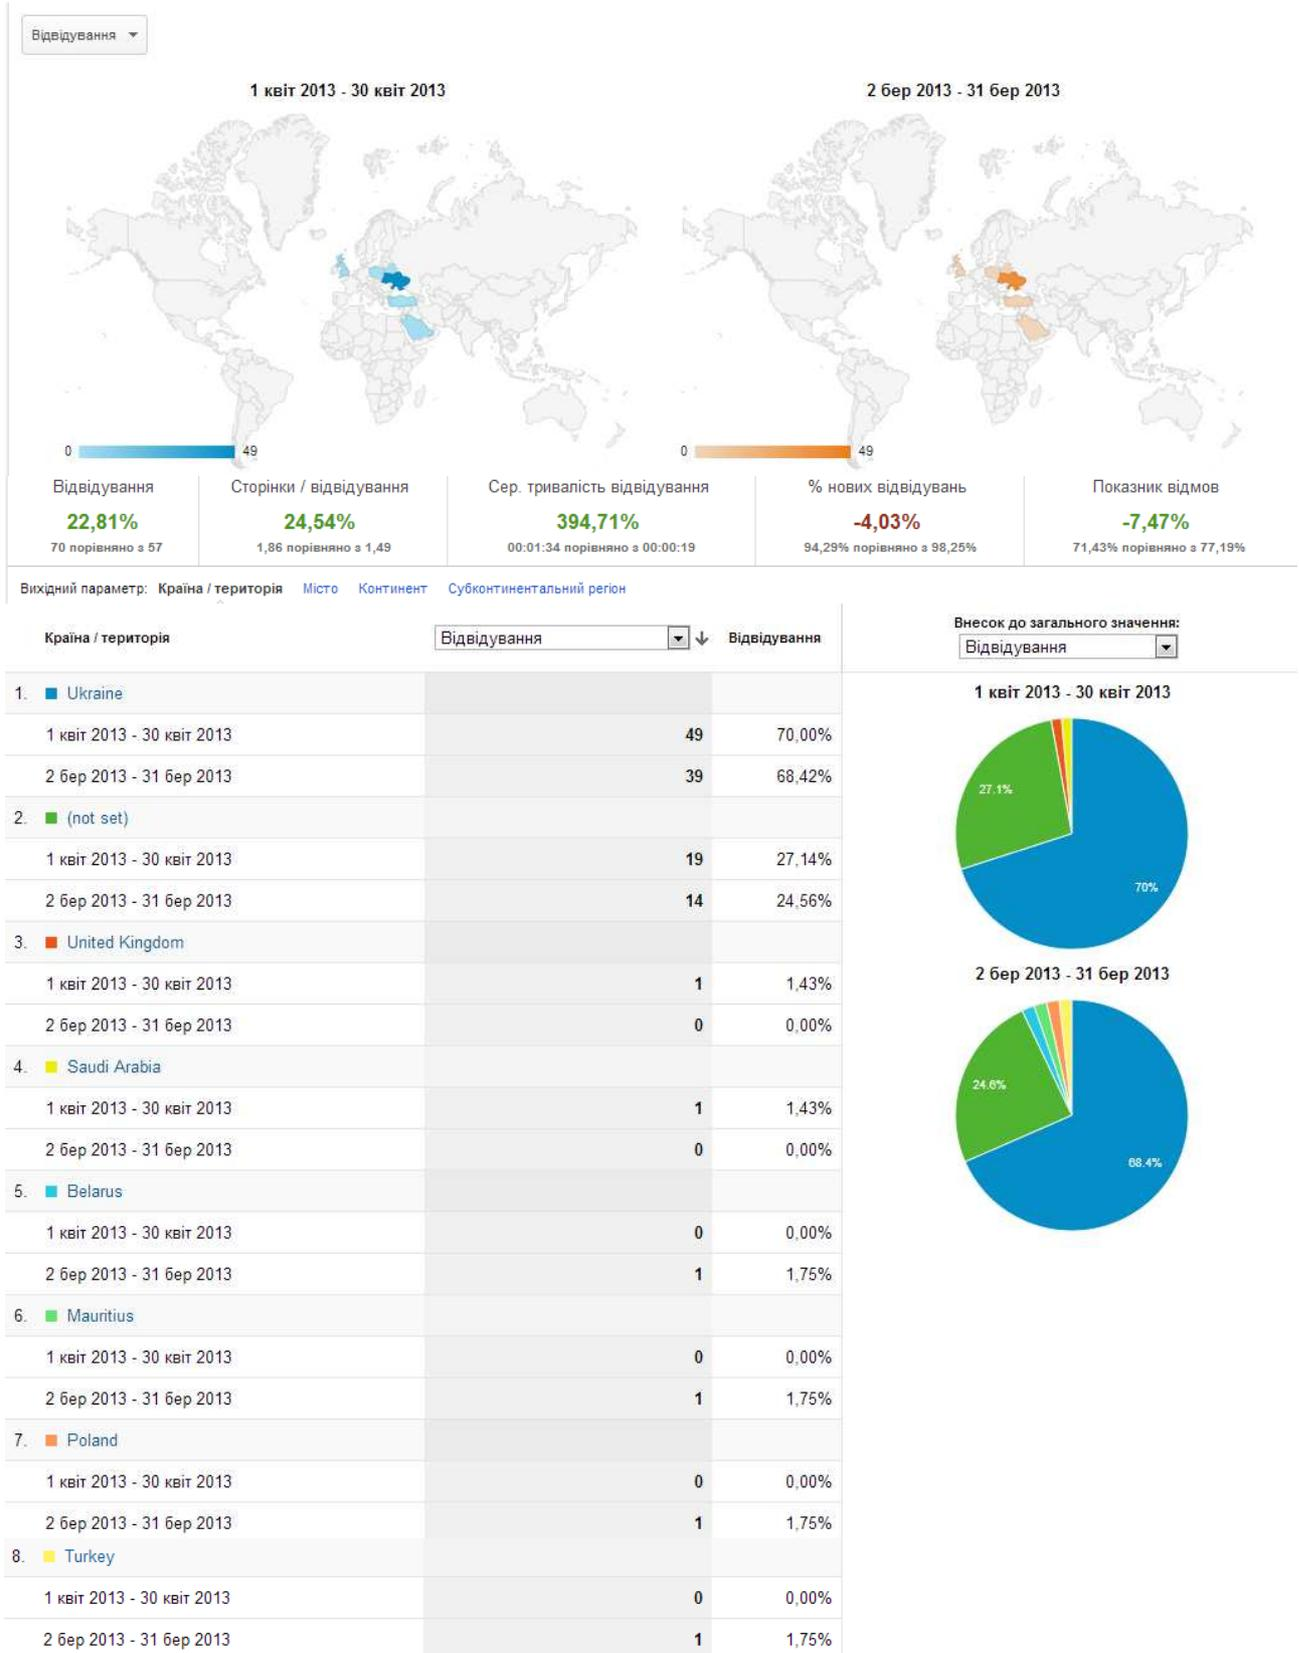 Відвідування
1 квіт 2013 - 30 квіт 2013 2 бер 2013 - 31 бер 2013
0 49 0 49
Відвідування Сторінки / відвідування Сер. тривалість відвідування % нових відвідувань Показник відмов
22,81% 24,54% 394,71% -4,03% -7,47%
70 порівняно з 57 1,86 порівняно з 1,49 00:01:34 порівняно з 00:00:19 94,29% порівняно з 98,25% 71,43% порівняно з 77,19%
Вихідний параметр: Країна / територія Місто Континент Субконтинентальний регіон
Країна / територія Відвідування Відвідування
1. Ukraine
1 квіт 2013 - 30 квіт 2013 49 70,00%
2 бер 2013 - 31 бер 2013 39 68,42%
2. (not set)
1 квіт 2013 - 30 квіт 2013 19 27,14%
2 бер 2013 - 31 бер 2013 14 24,56%
3. United Kingdom
1 квіт 2013 - 30 квіт 2013 1 1,43%
2 бер 2013 - 31 бер 2013 0 0,00%
4. Saudi Arabia
1 квіт 2013 - 30 квіт 2013 1 1,43%
2 бер 2013 - 31 бер 2013 0 0,00%
5. Belarus
1 квіт 2013 - 30 квіт 2013 0 0,00%
2 бер 2013 - 31 бер 2013 1 1,75%
6. Mauritius
1 квіт 2013 - 30 квіт 2013 0 0,00%
2 бер 2013 - 31 бер 2013 1 1,75%
7. Poland
1 квіт 2013 - 30 квіт 2013 0 0,00%
2 бер 2013 - 31 бер 2013 1 1,75%
8. Turkey
1 квіт 2013 - 30 квіт 2013 0 0,00%
2 бер 2013 - 31 бер 2013 1 1,75%
Внесок до загального значення:
Відвідування
1 квіт 2013 - 30 квіт 2013
27.1%
70%
2 бер 2013 - 31 бер 2013
24.6%
68.4%